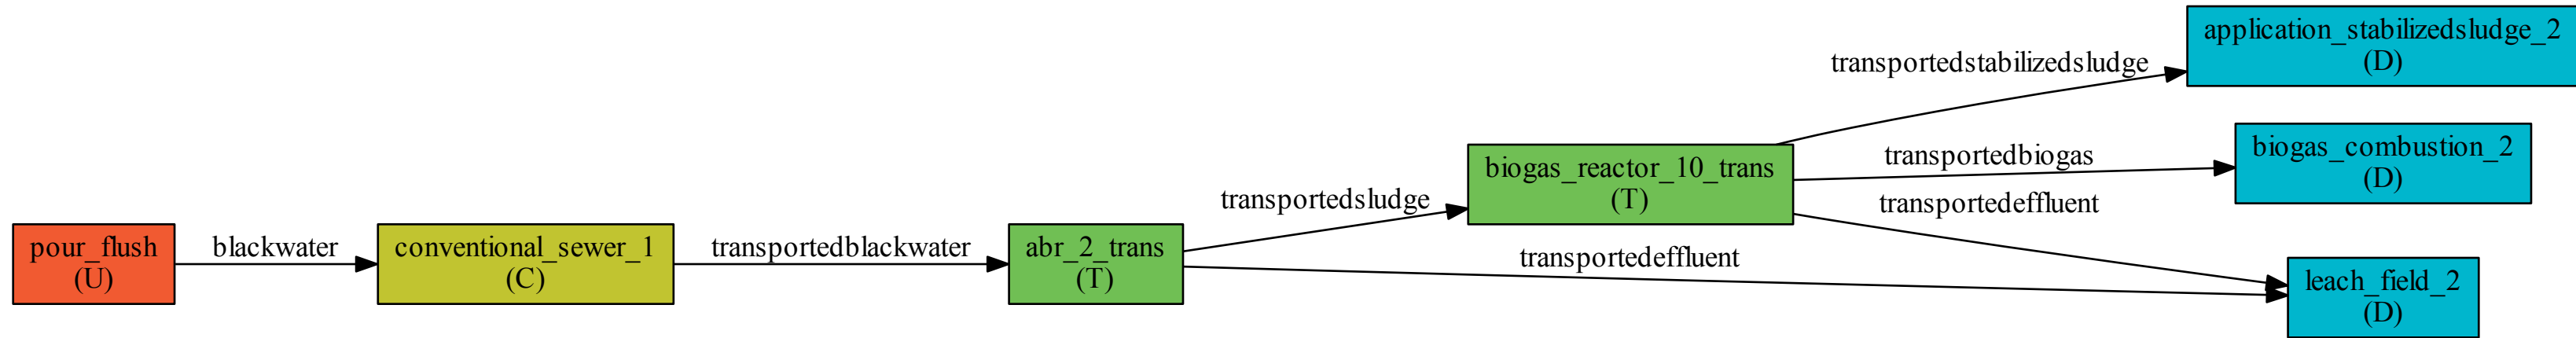 pour_flush
(U)
blackwater
conventional_sewer_1
(C)
transportedblackwater
abr_2_trans
(T)
transportedsludge
transportedeffluent
biogas_reactor_10_trans
(T)
transportedstabilizedsludge
transportedbiogas
transportedeffluent
application_stabilizedsludge_2
(D)
biogas_combustion_2
(D)
leach_field_2
(D)